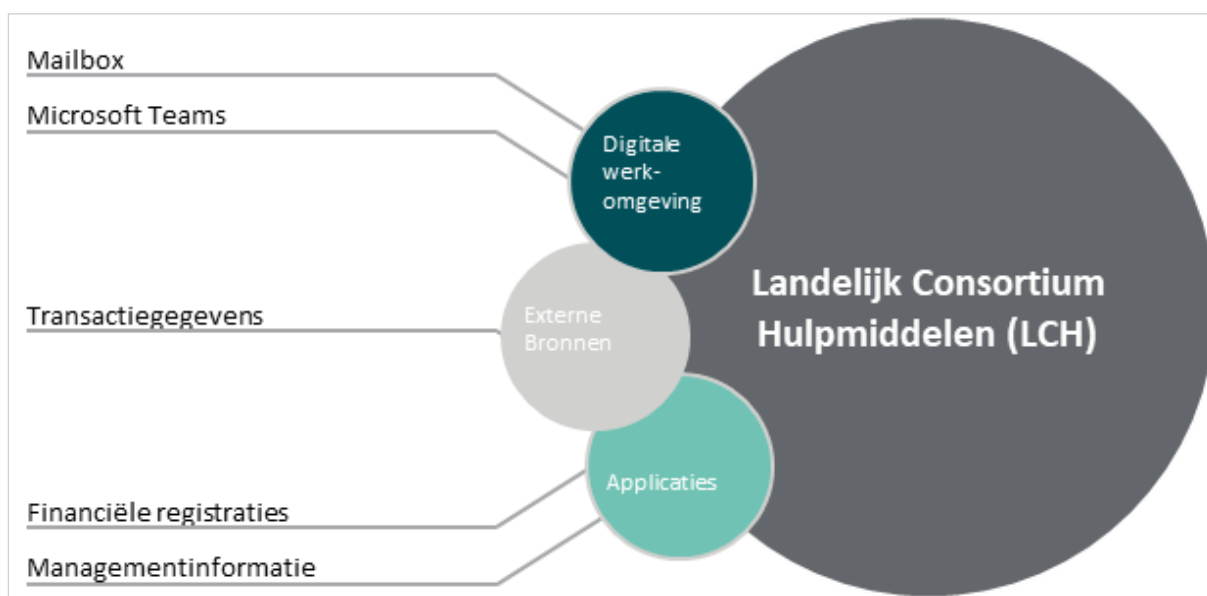 Mailbox
Microsoft Teams
Digitale
werk-
omgeving
Transactiegegevens
Externe
Bronnen
Landelijk Consortium
Hulpmiddelen (LCH)
Applicaties
Financiële registraties
Managementinformatie